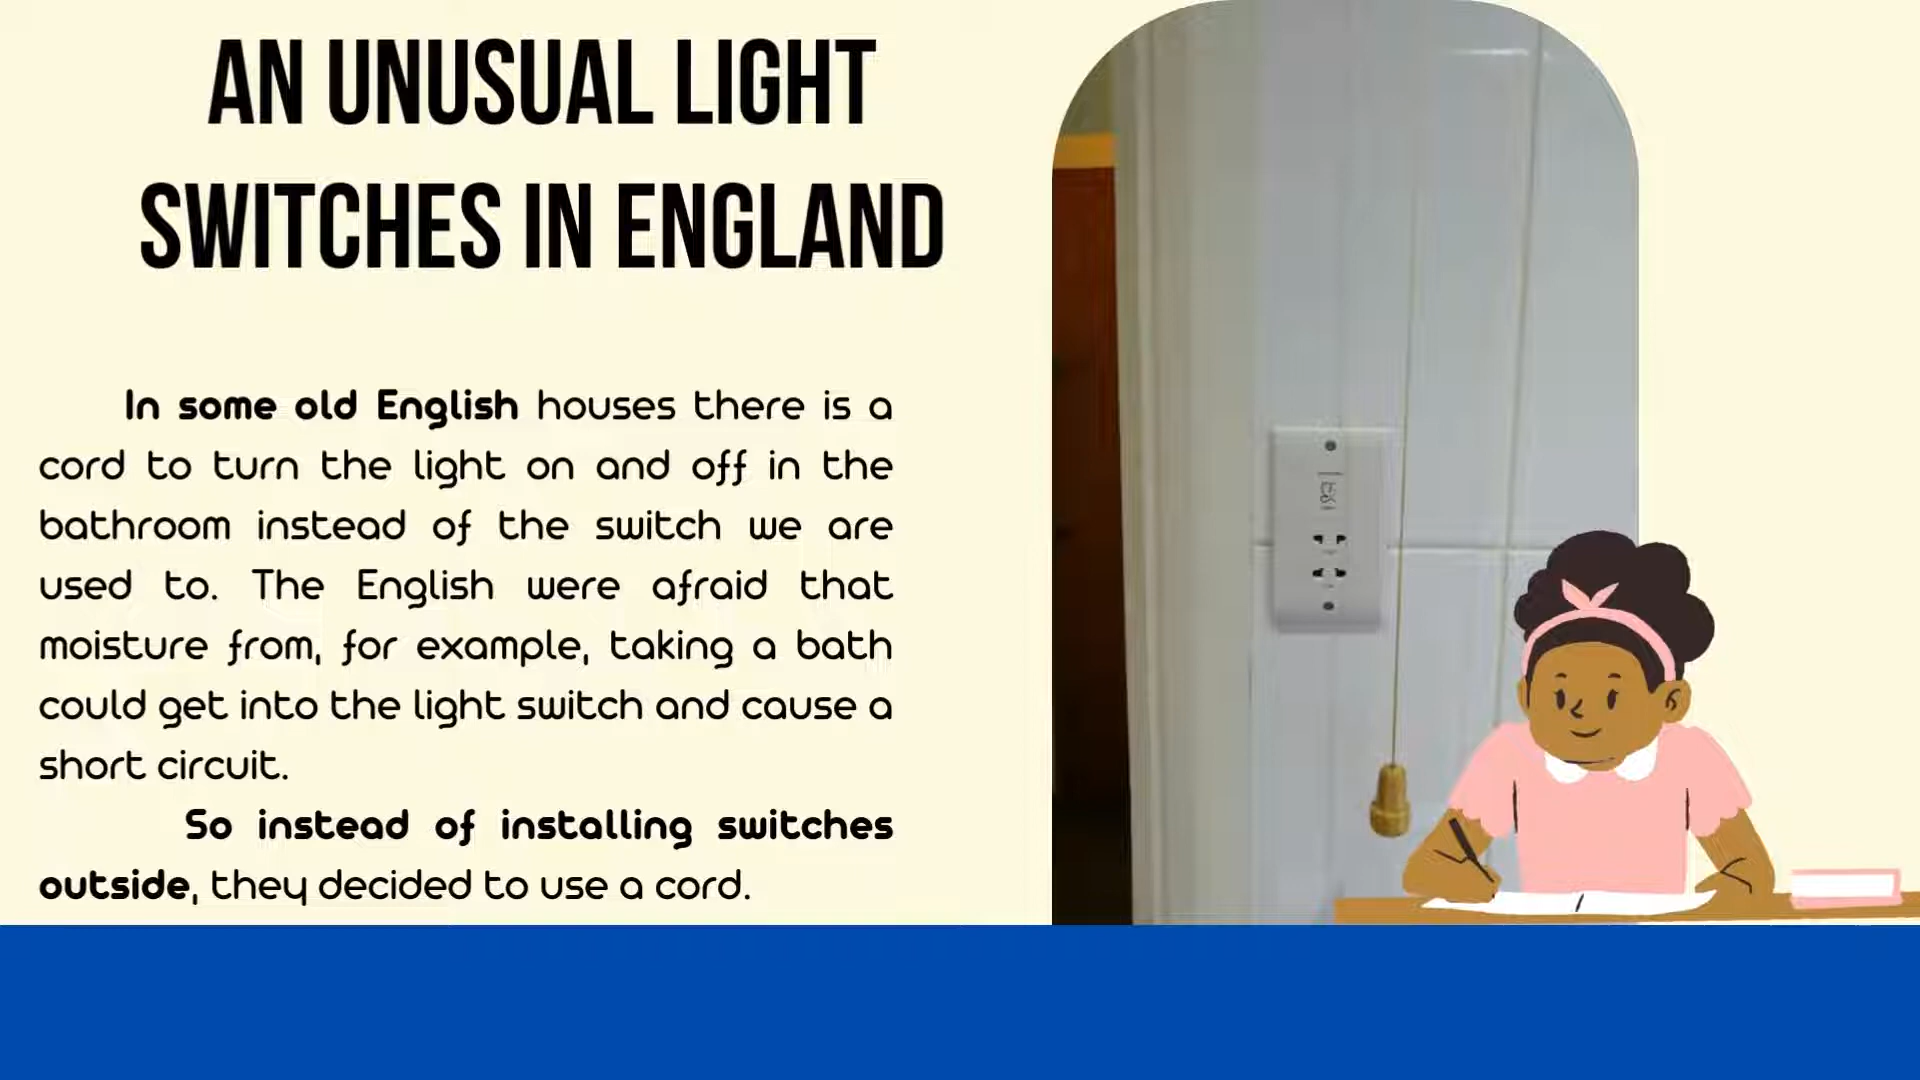 AN UNUSUAL LIGHT
SWITCHES IN ENGLAND
In some old English houses there is a
cord to turn the light on and off in the
bathroom instead of the switch we are
used to. The English were afraid that
moisture from, for example, taking a bath
could get into the light switch and cause a
short circuit.
So instead of installing switches
outside, they decided to use a cord.